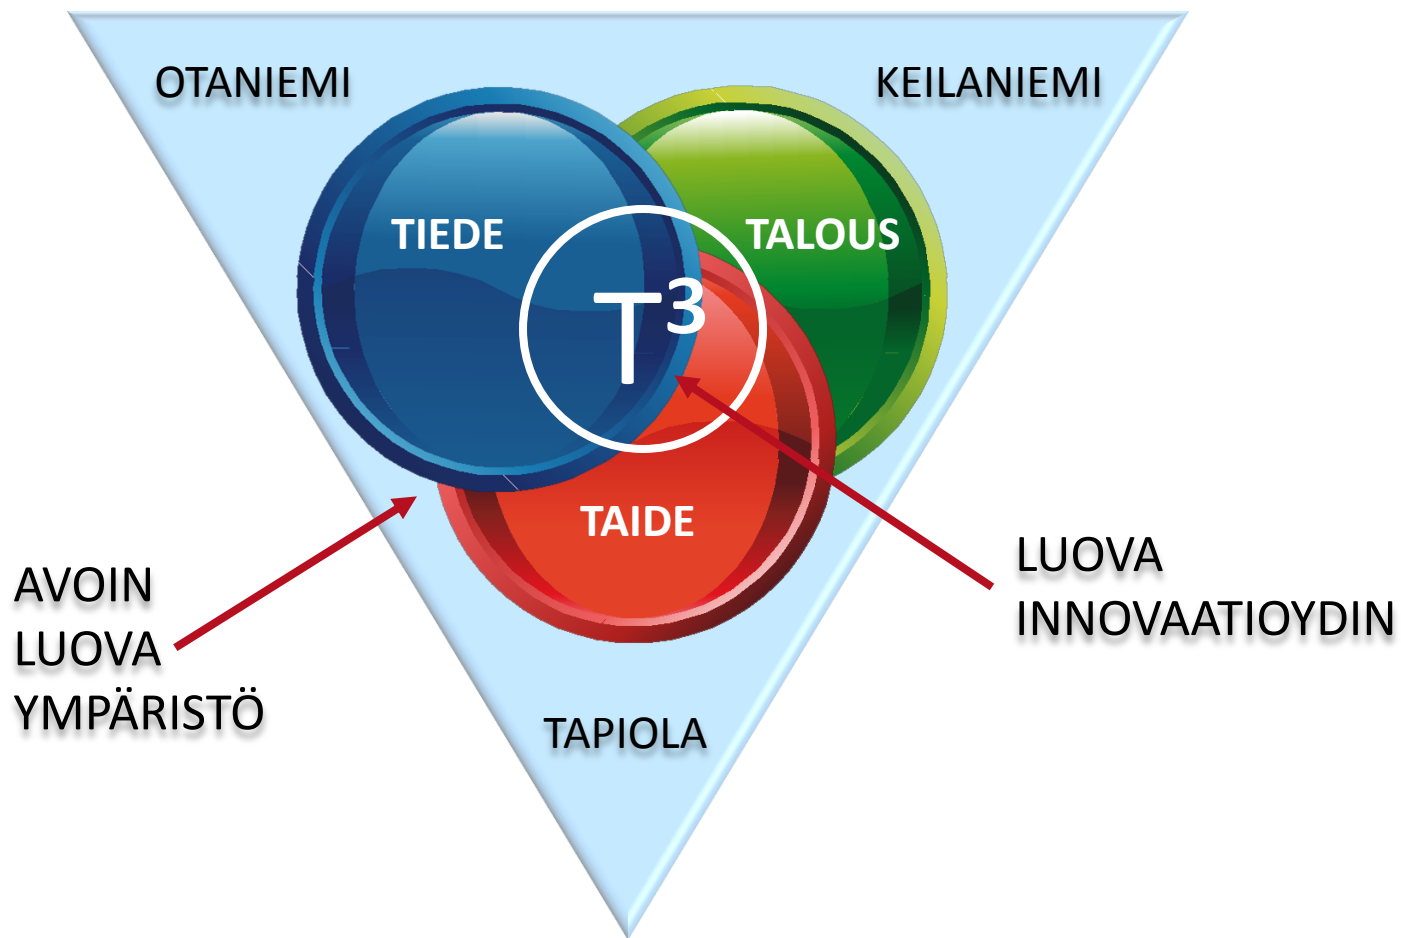 OTANIEMI
KEILANIEMI
TIEDE
TALOUS
T³
TAIDE
AVOIN
LUOVA
YMPÄRISTÖ
LUOVA
INNOVAATIOYDIN
TAPIOLA